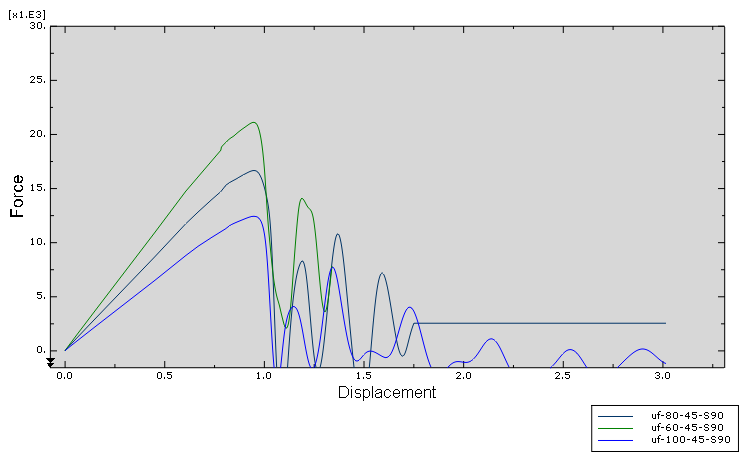 [x1.E3]
30.
25.
20.
15.
10.
5.
0.
Force
0.0 0.5 1.0 1.5 2.0 2.5 3.0
Displacement
uf-80-45-S90
uf-60-45-S90
uf-100-45-S90